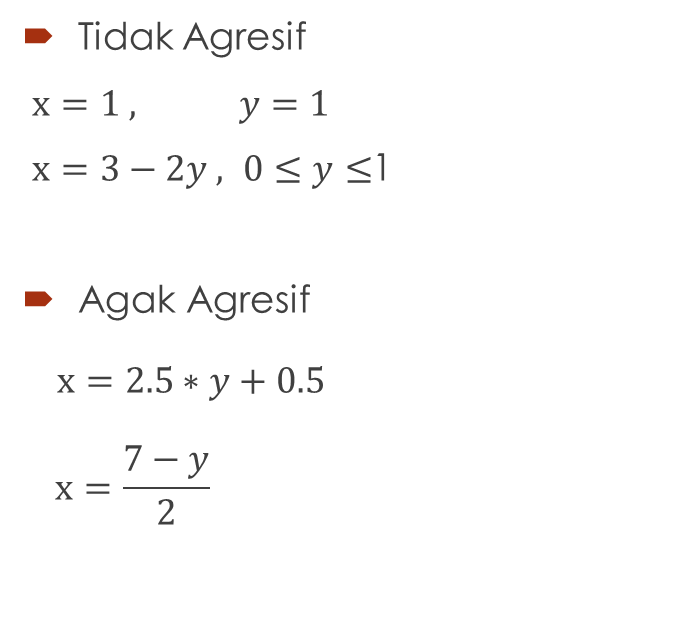 Tidak Agresif
x = 1 , y = 1
x = 3 − 2y , 0 ≤ y ≤1
Agak Agresif
x = 2.5 ∗ y + 0.5
x = 7 − y
2